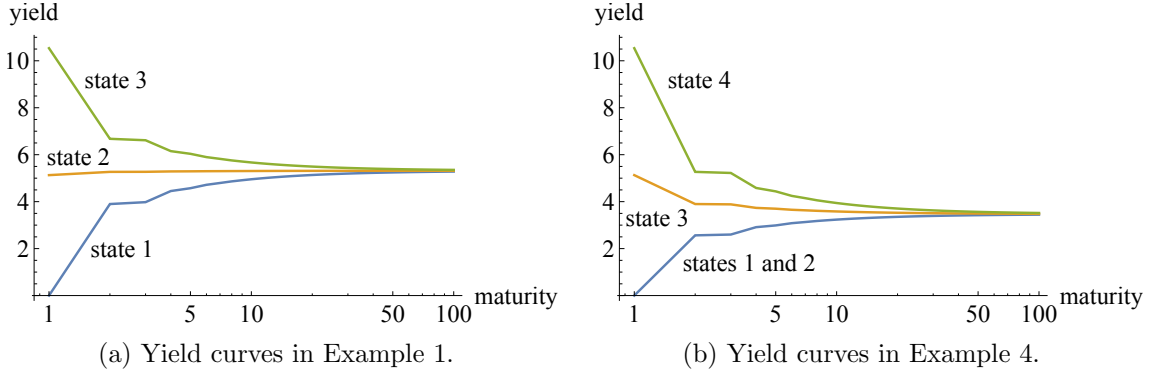 yield
10
8
6
4
2
state 3
state 2
state 1
1
5
10
50
100
maturity
(a) Yield curves in Example 1.
yield
10
8
6
4
2
state 4
state 3
states 1 and 2
1
5
10
50
100
maturity
(b) Yield curves in Example 4.